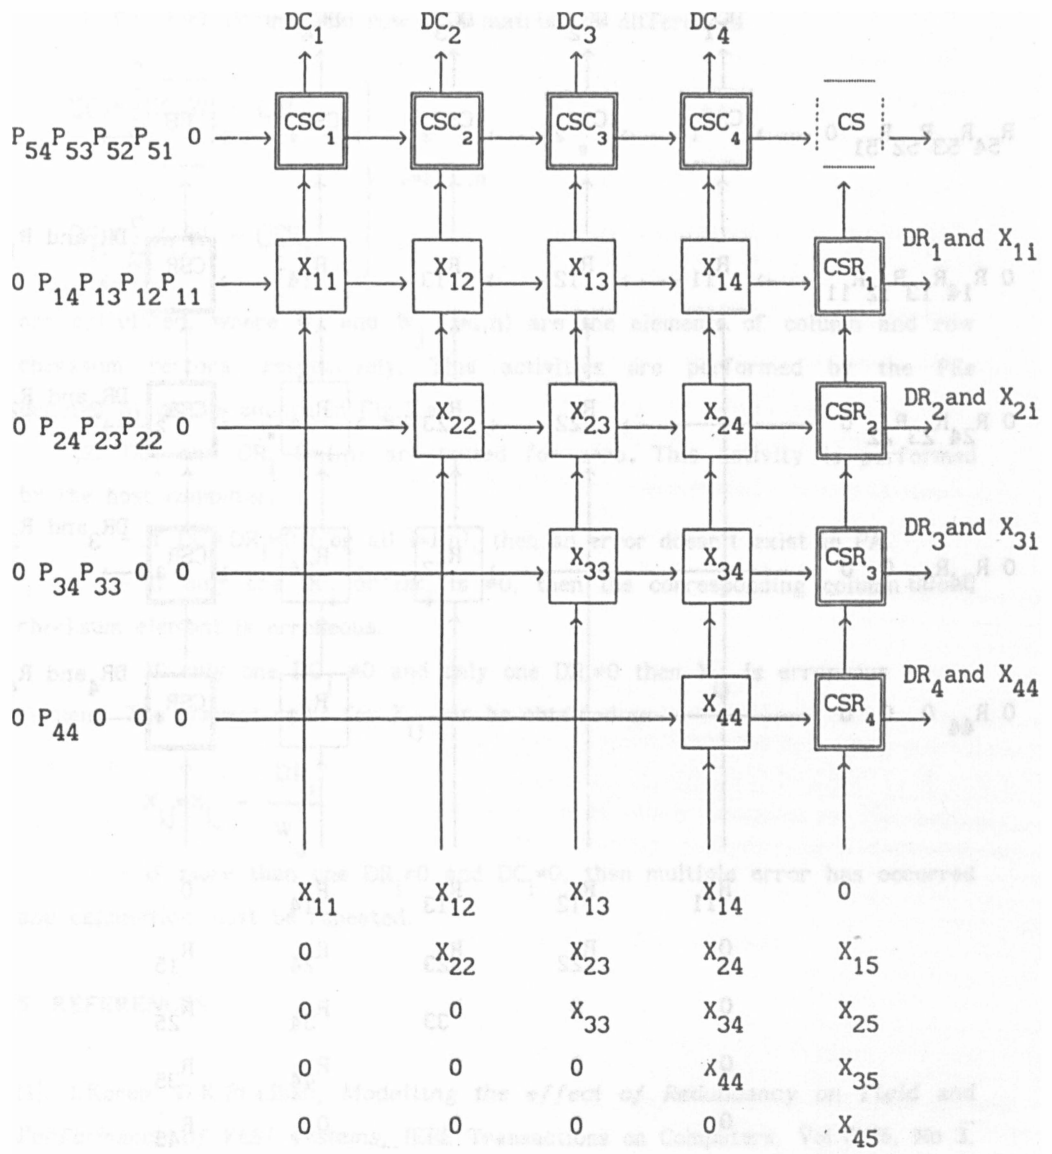 DC1 DC2 DC3 DC4
P54P53P52P51 0 CSC1 CSC2 CSC3 CSC4 CS
DR1 and X1i
0 P14P13P12P11 X11 X12 X13 X14 CSR1
DR2 and X2i
0 P24P23P22 0 X22 X23 X24 CSR2
DR3 and X3i
0 P34P33 0 0 X33 X34 CSR3
DR4 and X44
0 P44 0 0 0 X44 CSR4
X11 X12 X13 X14 0
0 X22 X23 X24 X15
0 0 X33 X34 X25
0 0 0 X44 X35
0 0 0 0 X45